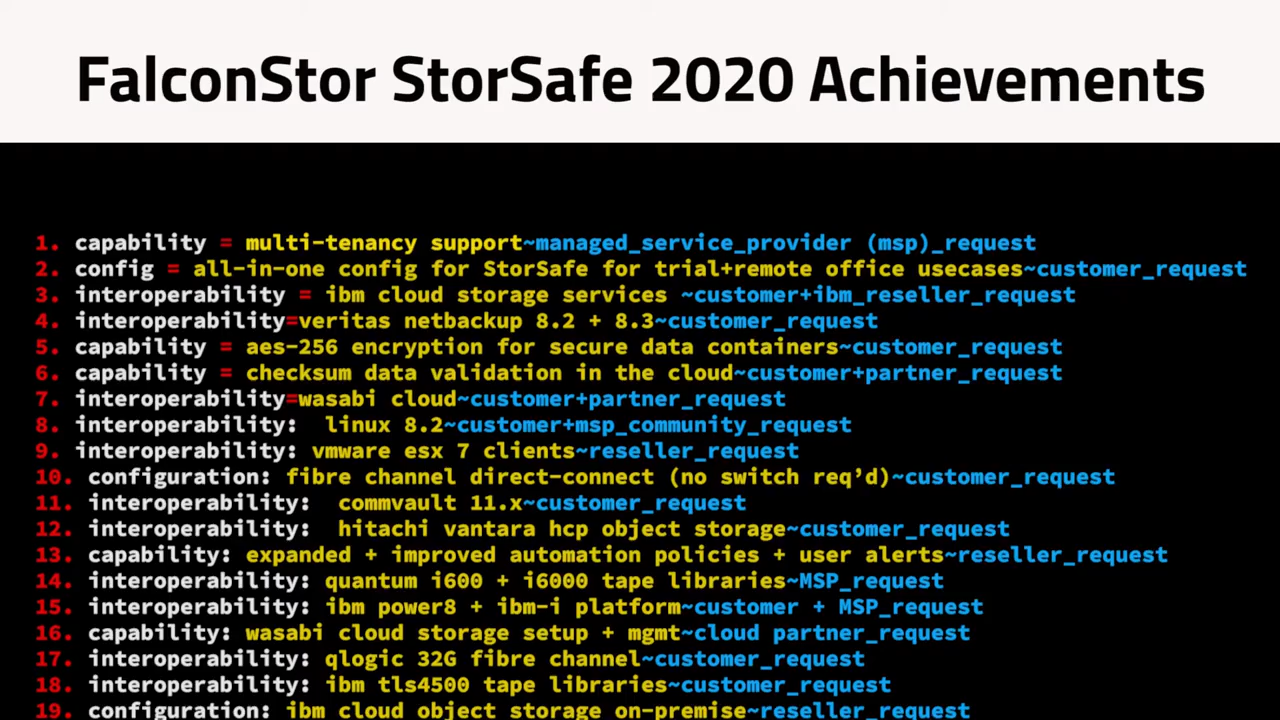 FalconStor StorSafe 2020 Achievements
1. capability = multi-tenancy support~managed_service_provider (msp)_request
2. config = all-in-one config for StorSafe for trial+remote office usecases~customer_request
3. interoperability = ibm cloud storage services ~customer+ibm_reseller_request
4. interoperability=veritas netbackup 8.2 + 8.3~customer_request
5. capability = aes-256 encryption for secure data containers~customer_request
6. capability = checksum data validation in the cloud~customer+partner_request
7. interoperability=wasabi cloud~customer+partner_request
8. interoperability:  linux 8.2~customer+msp_community_request
9. interoperability: vmware esx 7 clients~reseller_request
10. configuration: fibre channel direct-connect (no switch req’d)~customer_request
11. interoperability:  commvault 11.x~customer_request
12. interoperability:  hitachi vantara hcp object storage~customer_request
13. capability: expanded + improved automation policies + user alerts~reseller_request
14. interoperability: quantum i600 + i6000 tape libraries~MSP_request
15. interoperability: ibm power8 + ibm-i platform~customer + MSP_request
16. capability: wasabi cloud storage setup + mgmt~cloud partner_request
17. interoperability: qlogic 32G fibre channel~customer_request
18. interoperability: ibm tls4500 tape libraries~customer_request
19. configuration: ibm cloud object storage on-premise~reseller_request